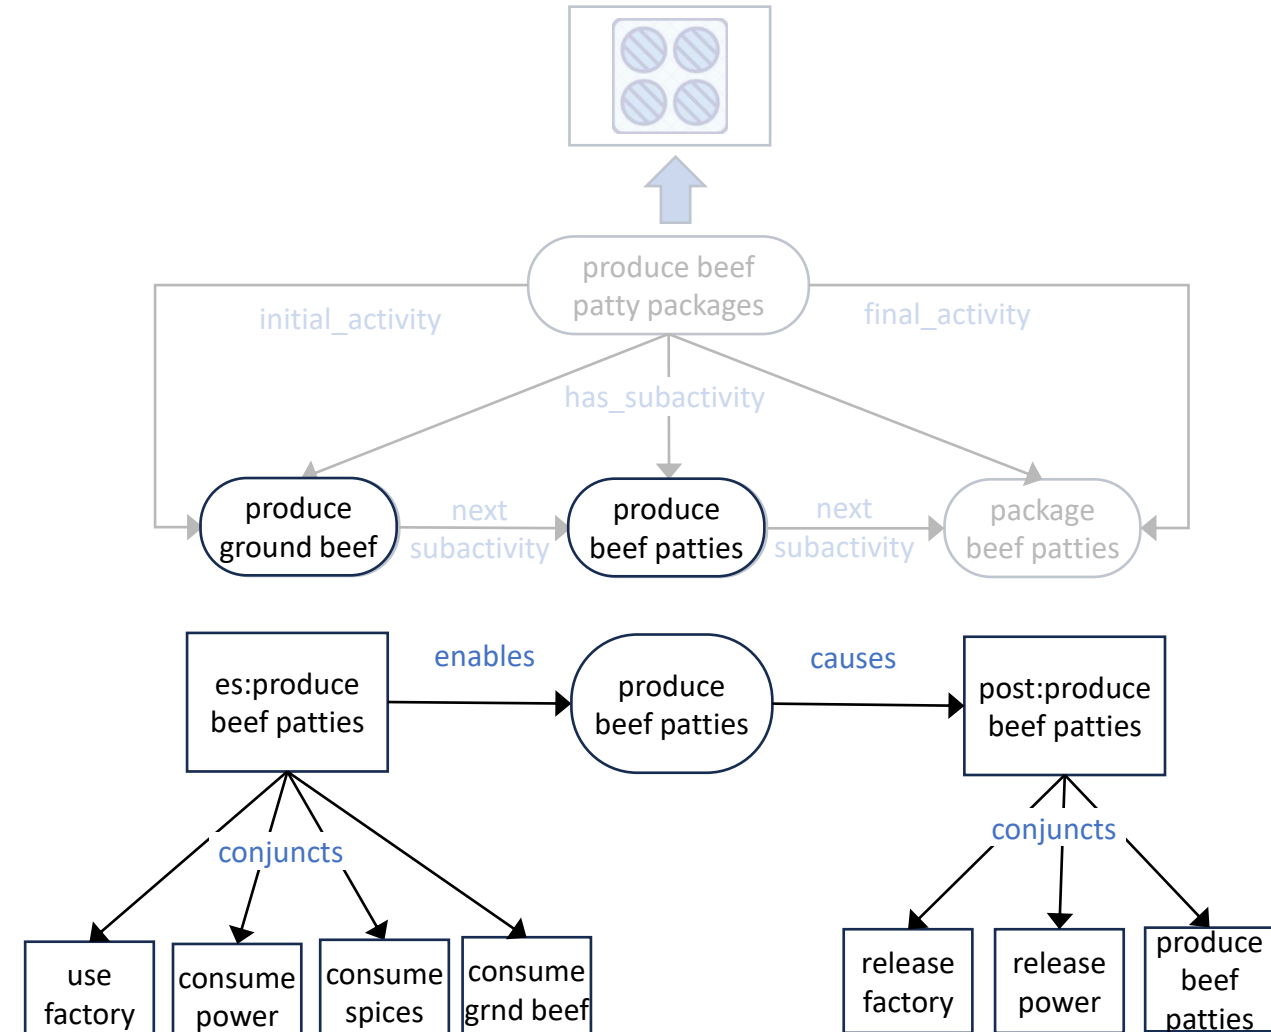 produce beef
patty packages
initial_activity
final_activity
has_subactivity
produce
ground beef
next
subactivity
produce
beef patties
next
subactivity
package
beef patties
es:produce
beef patties
enables
produce
beef patties
causes
post:produce
beef patties
conjuncts
conjuncts
use
factory
consume
power
consume
spices
consume
grnd beef
release
factory
release
power
produce
beef
patties